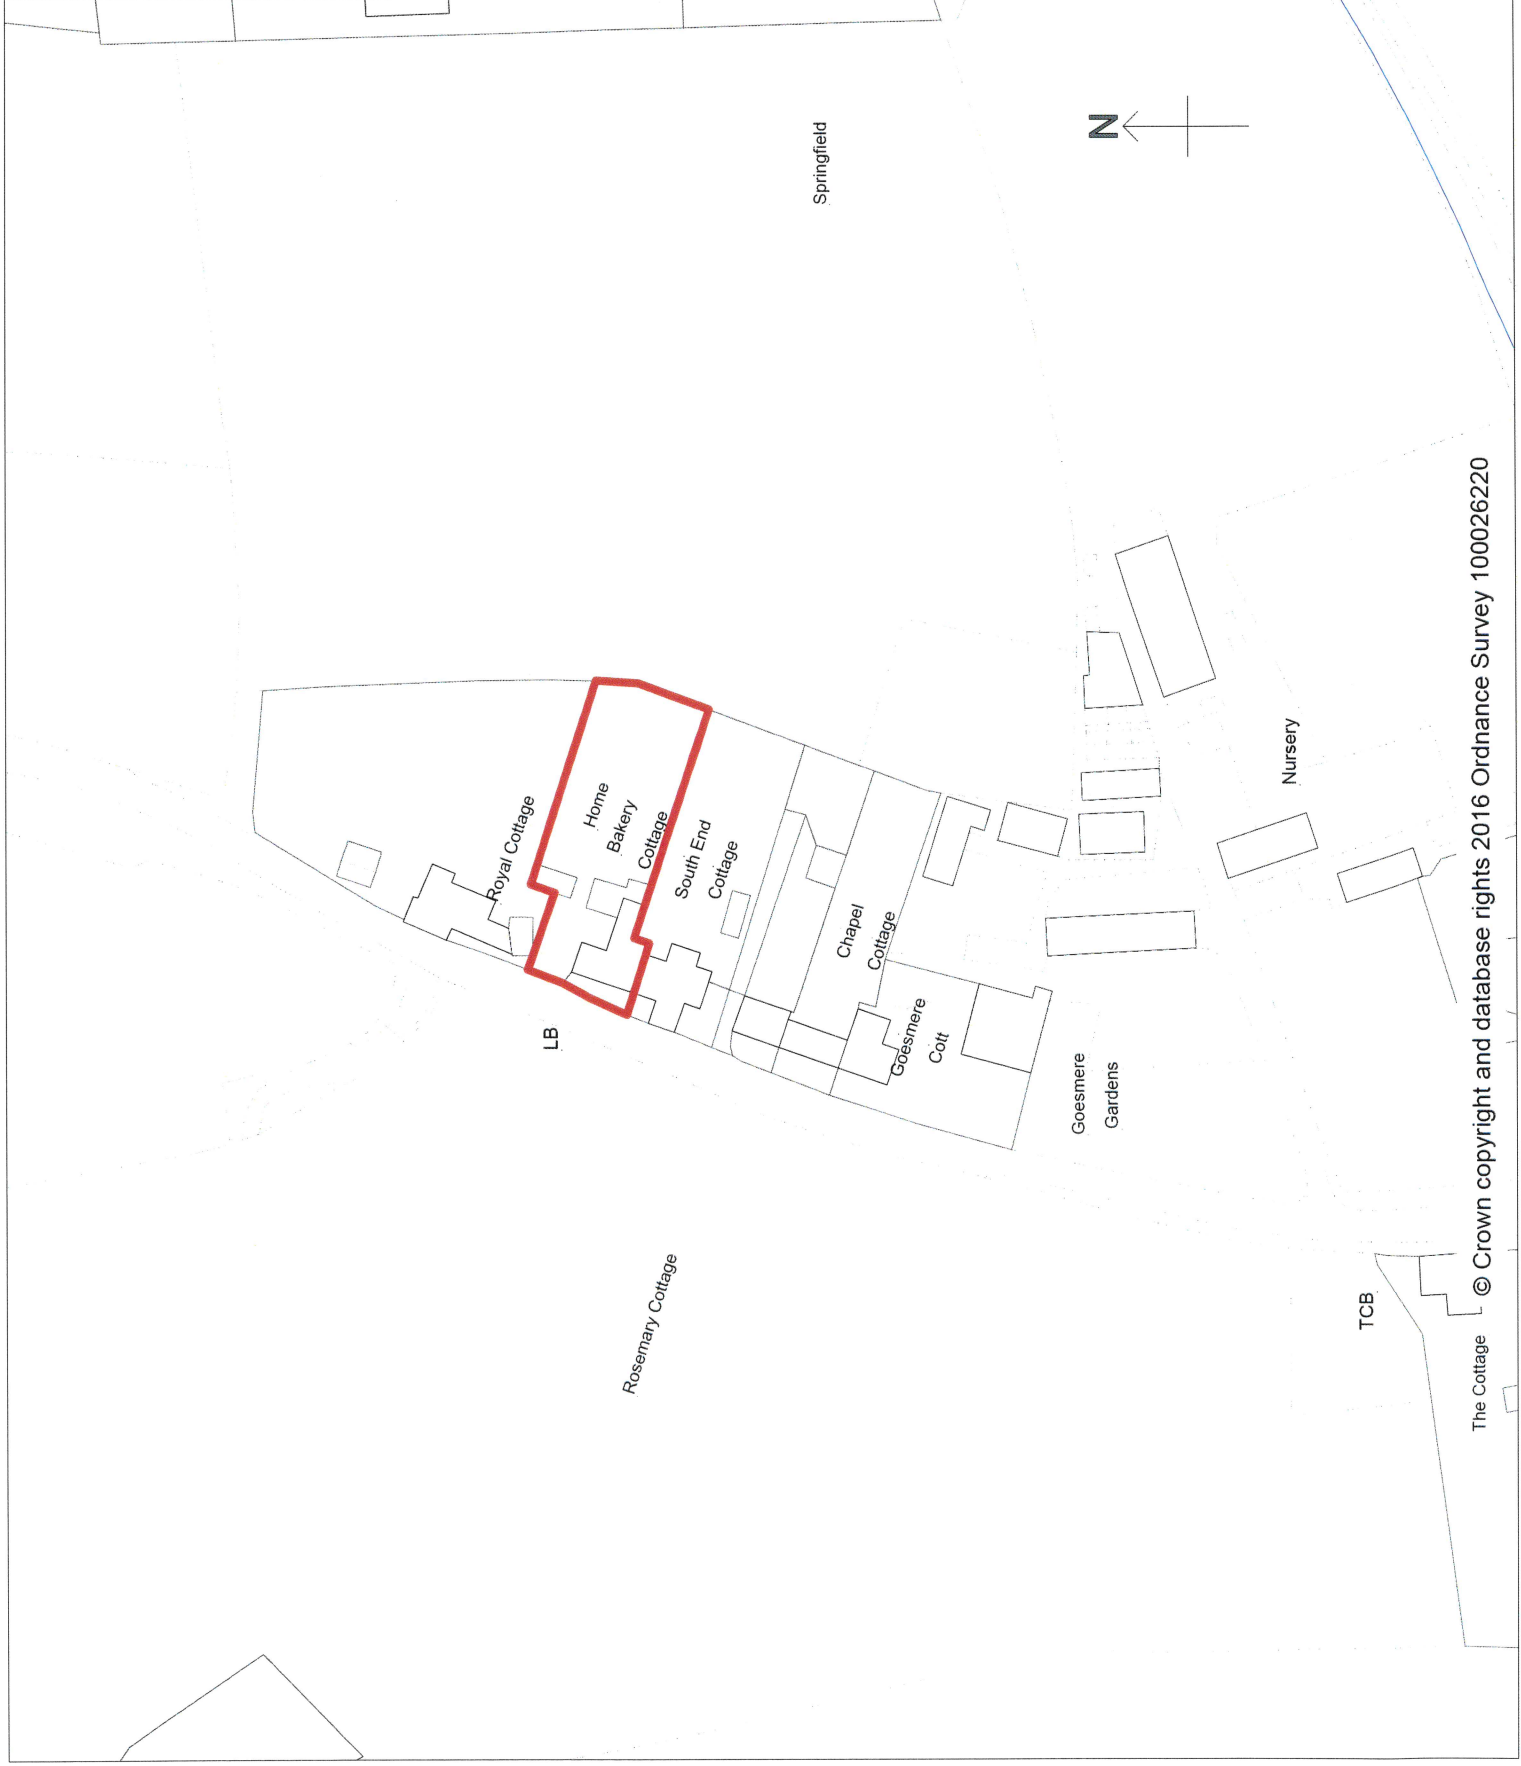 Springfield
N
Royal Cottage
Home
Bakery
Cottage
South End
Cottage
LB
Chapel
Cottage
Goesmere
Cott
Goesmere
Gardens
Nursery
Rosemary Cottage
TCB
The Cottage
© Crown copyright and database rights 2016 Ordnance Survey 100026220